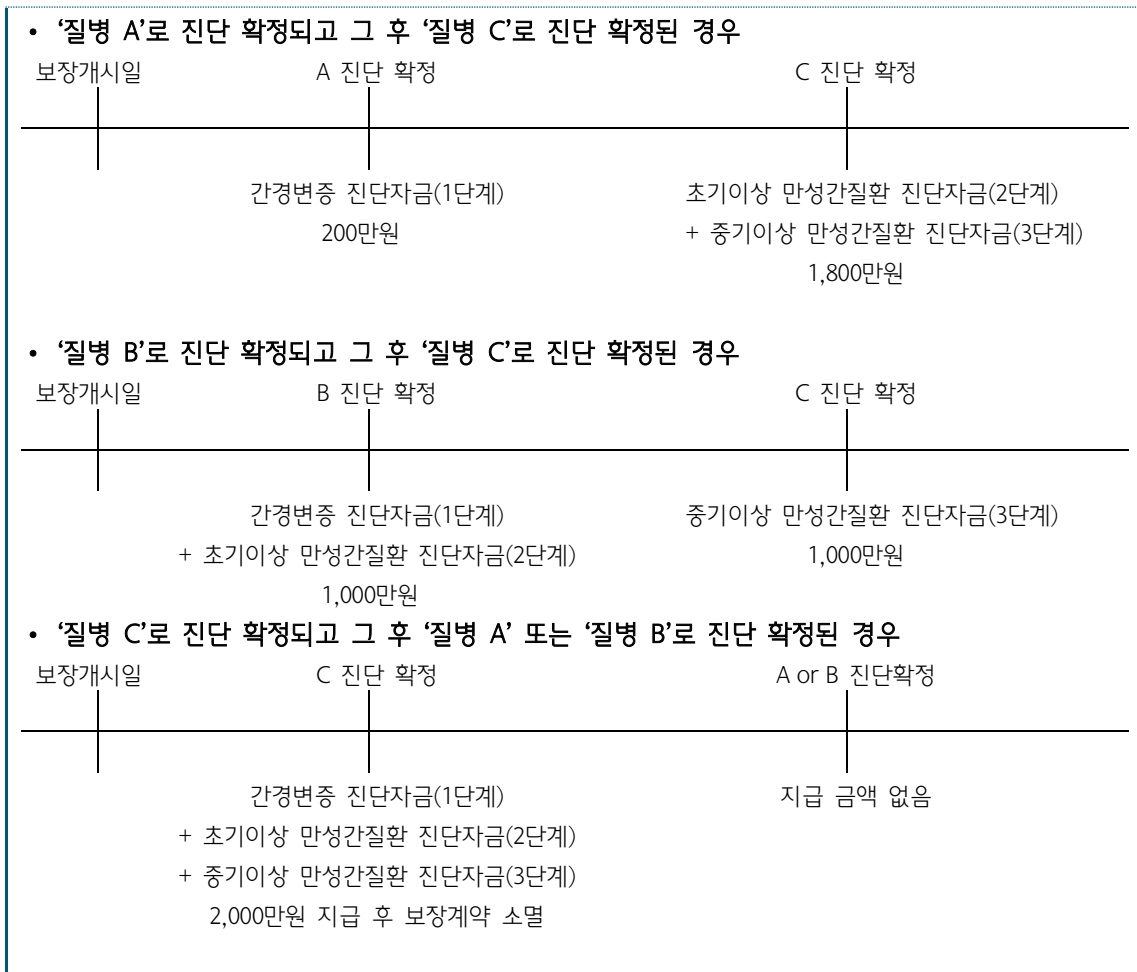 • ‘질병 A’로 진단 확정되고 그 후 ‘질병 C’로 진단 확정된 경우
보장개시일 A 진단 확정 C 진단 확정
간경변증 진단자금(1단계) 초기이상 만성간질환 진단자금(2단계)
200만원 + 중기이상 만성간질환 진단자금(3단계)
1,800만원
• ‘질병 B’로 진단 확정되고 그 후 ‘질병 C’로 진단 확정된 경우
보장개시일 B 진단 확정 C 진단 확정
간경변증 진단자금(1단계) 중기이상 만성간질환 진단자금(3단계)
+ 초기이상 만성간질환 진단자금(2단계) 1,000만원
1,000만원
• ‘질병 C’로 진단 확정되고 그 후 ‘질병 A’ 또는 ‘질병 B’로 진단 확정된 경우
보장개시일 C 진단 확정 A or B 진단확정
간경변증 진단자금(1단계) 지급 금액 없음
+ 초기이상 만성간질환 진단자금(2단계)
+ 중기이상 만성간질환 진단자금(3단계)
2,000만원 지급 후 보장계약 소멸